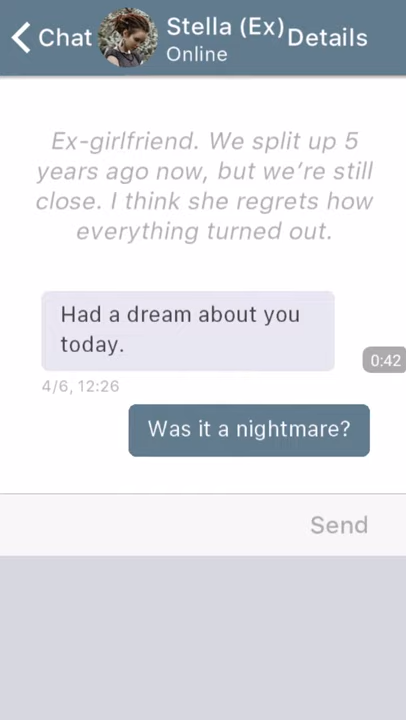 Chat
Stella (Ex)
Details
Online
Ex-girlfriend. We split up 5
years ago now, but we’re still
close. I think she regrets how
everything turned out.
Had a dream about you
today.
0:42
4/6, 12:26
Was it a nightmare?
Send